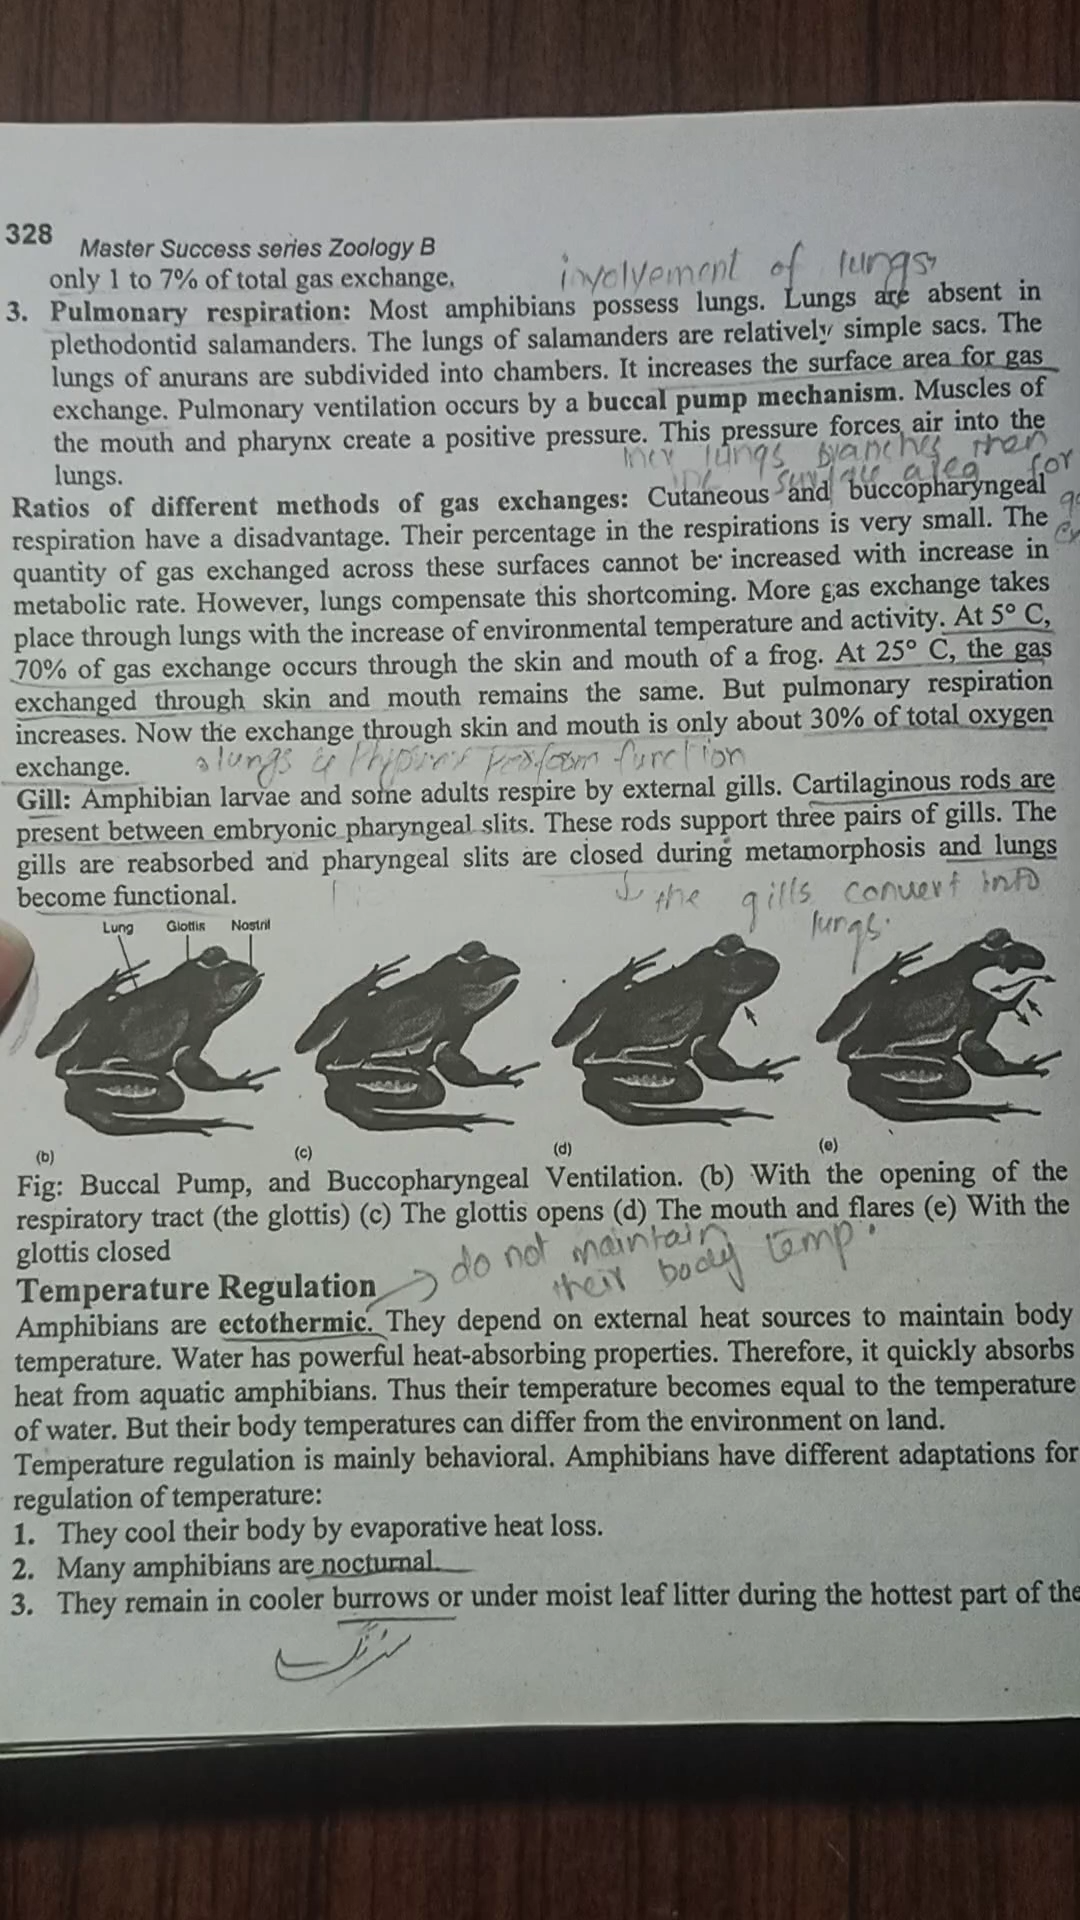 328
Master Success series Zoology B
only 1 to 7% of total gas exchange.
involvement of lungs
3. Pulmonary respiration: Most amphibians possess lungs. Lungs are absent in
plethodontid salamanders. The lungs of salamanders are relatively simple sacs. The
lungs of anurans are subdivided into chambers. It increases the surface area for gas
exchange. Pulmonary ventilation occurs by a buccal pump mechanism. Muscles of
the mouth and pharynx create a positive pressure. This pressure forces air into the
lungs.
lungs branches then
surface area for
Ratios of different methods of gas exchanges: Cutaneous and buccopharyngeal
respiration have a disadvantage. Their percentage in the respirations is very small. The
quantity of gas exchanged across these surfaces cannot be increased with increase in
metabolic rate. However, lungs compensate this shortcoming. More gas exchange takes
place through lungs with the increase of environmental temperature and activity. At 5° C,
70% of gas exchange occurs through the skin and mouth of a frog. At 25° C, the gas
exchanged through skin and mouth remains the same. But pulmonary respiration
increases. Now the exchange through skin and mouth is only about 30% of total oxygen
exchange.
lungs function
Gill: Amphibian larvae and some adults respire by external gills. Cartilaginous rods are
present between embryonic pharyngeal slits. These rods support three pairs of gills. The
gills are reabsorbed and pharyngeal slits are closed during metamorphosis and lungs
become functional.
the gills convert into
lungs.
Lung Glottis Nostril
(b) (c) (d) (e)
Fig: Buccal Pump, and Buccopharyngeal Ventilation. (b) With the opening of the
respiratory tract (the glottis) (c) The glottis opens (d) The mouth and flares (e) With the
glottis closed
do not maintain
their body temp.
Temperature Regulation
Amphibians are ectothermic. They depend on external heat sources to maintain body
temperature. Water has powerful heat-absorbing properties. Therefore, it quickly absorbs
heat from aquatic amphibians. Thus their temperature becomes equal to the temperature
of water. But their body temperatures can differ from the environment on land.
Temperature regulation is mainly behavioral. Amphibians have different adaptations for
regulation of temperature:
1. They cool their body by evaporative heat loss.
2. Many amphibians are nocturnal.
3. They remain in cooler burrows or under moist leaf litter during the hottest part of the